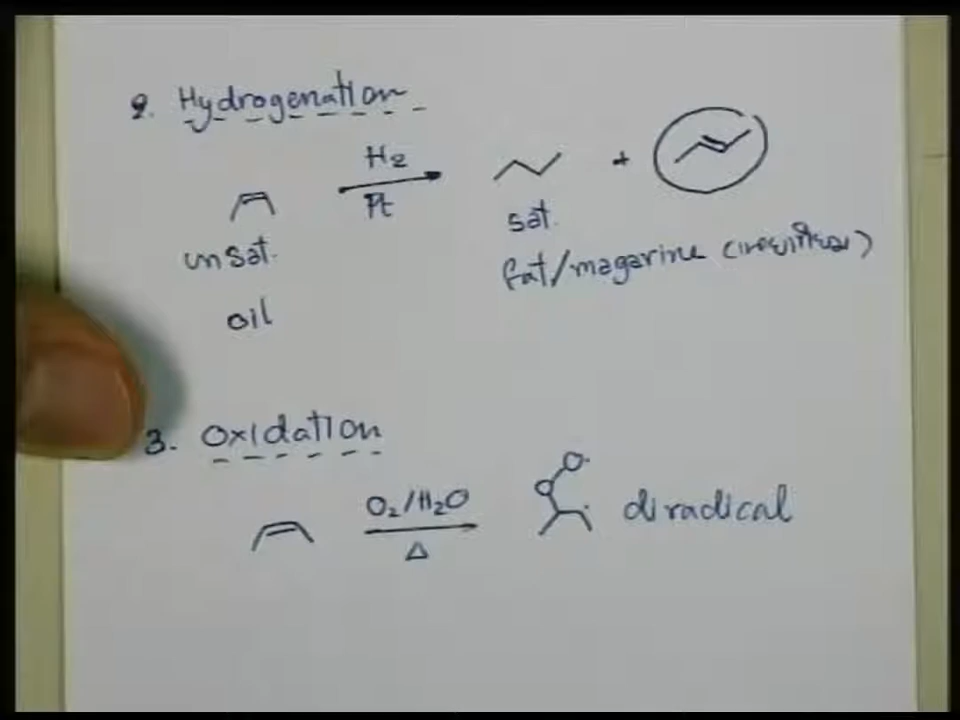 2. Hydrogenation
H2
Pt
+
unsat.
sat.
oil
fat/magarine
3. Oxidation
O2/H2O
Δ
O
O·
diradical